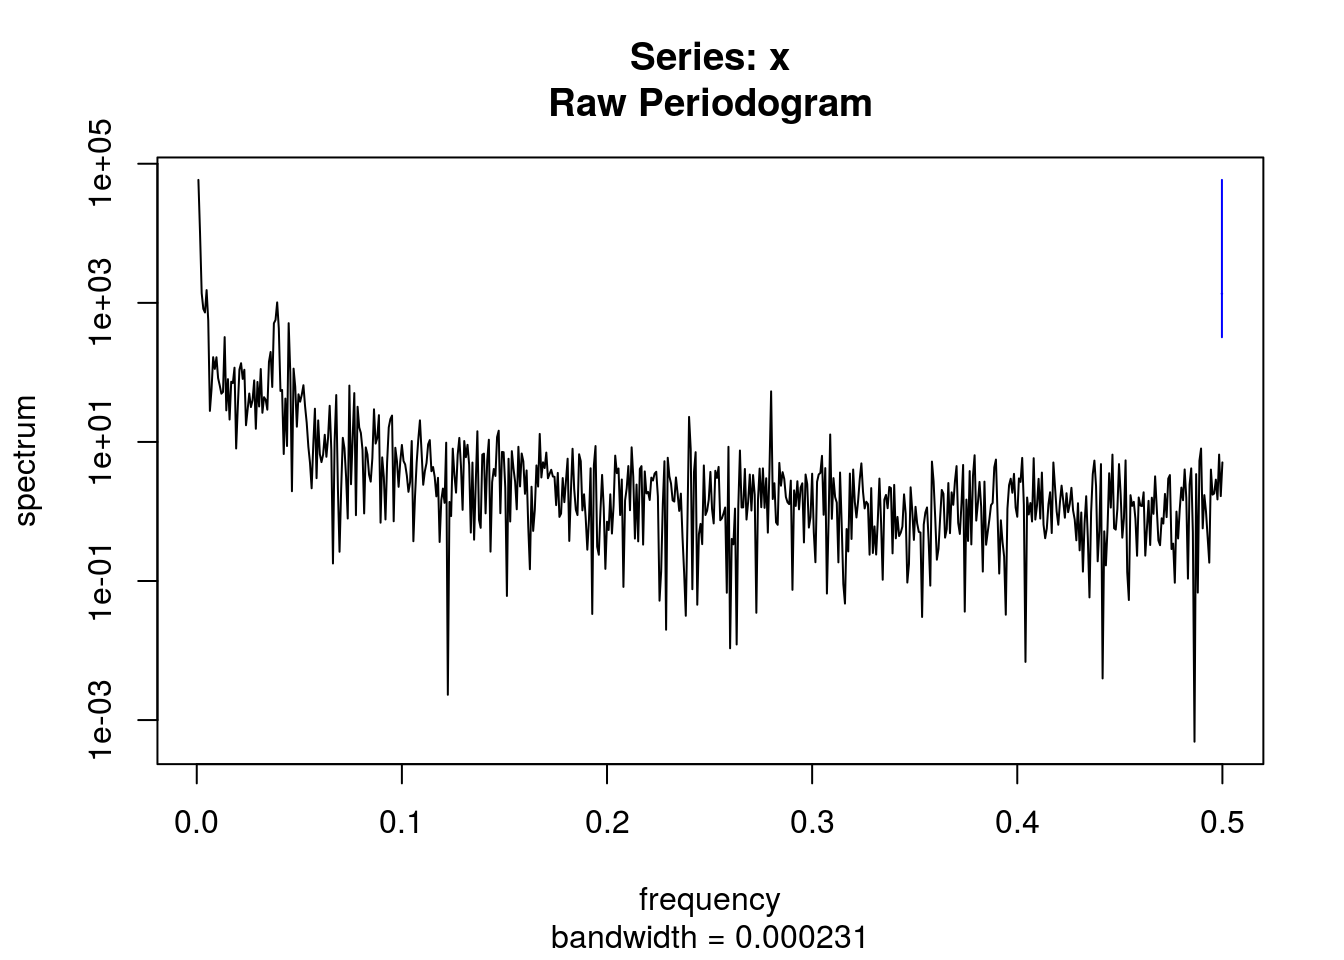 Series: x
Raw Periodogram
1e+05
1e+03
1e+01
1e-01
1e-03
spectrum
0.0 0.1 0.2 0.3 0.4 0.5
frequency
bandwidth = 0.000231